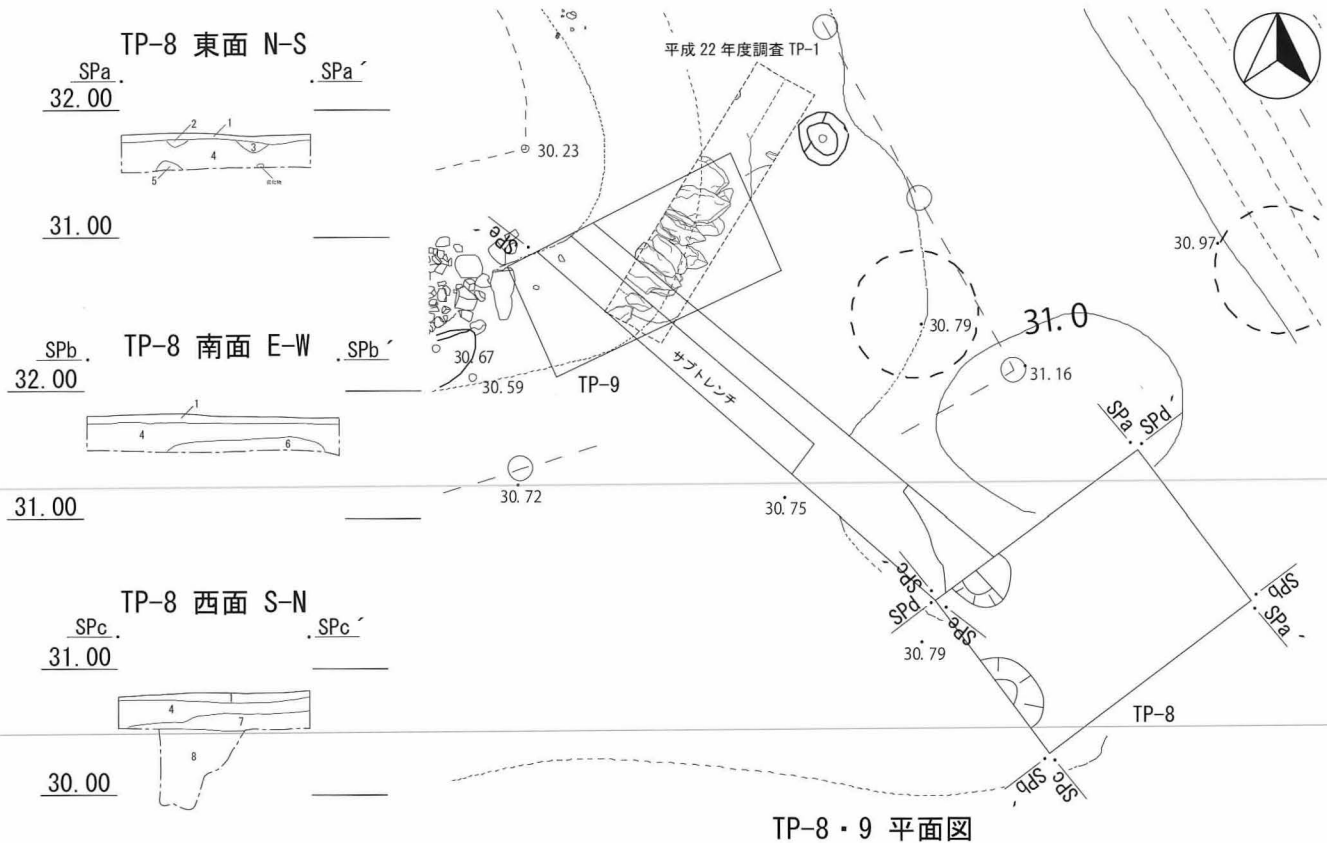 TP-8 東面 N-S
SPa SPa´
32.00
2 1
3
4
5
31.00
TP-8 南面 E-W
SPb SPb´
32.00
1
4
6
31.00
TP-8 西面 S-N
SPc SPc´
31.00
1
4
7
8
30.00
平成 22 年度調査 TP-1
30.23
SPe´
30.97
30.79
31.0
30.67
30.59
TP-9
サブトレンチ
31.16
SPa SPd´
30.72
30.75
SPc´
SPd SPe
30.79
SPb
SPa´
TP-8
SPb´ SPc
TP-8・9 平面図